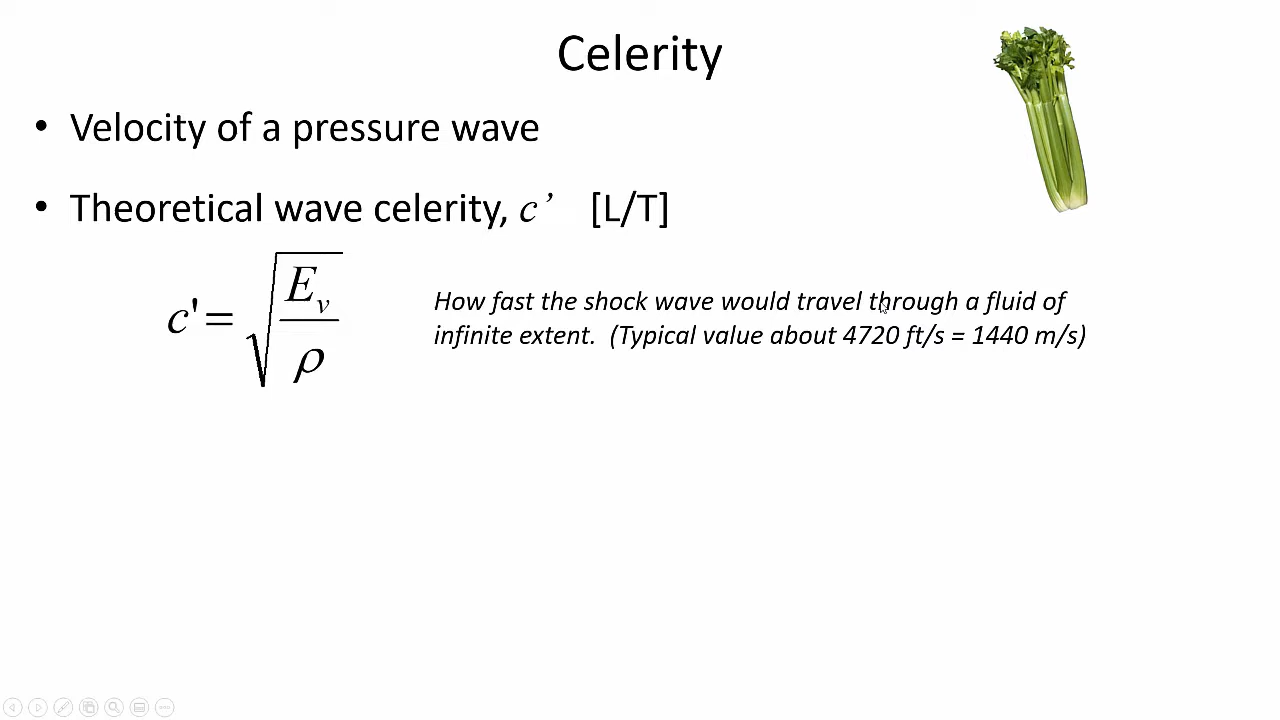 Celerity
• Velocity of a pressure wave
• Theoretical wave celerity, c’ [L/T]
c'= √(E_v/ρ)
How fast the shock wave would travel through a fluid of
infinite extent. (Typical value about 4720 ft/s = 1440 m/s)